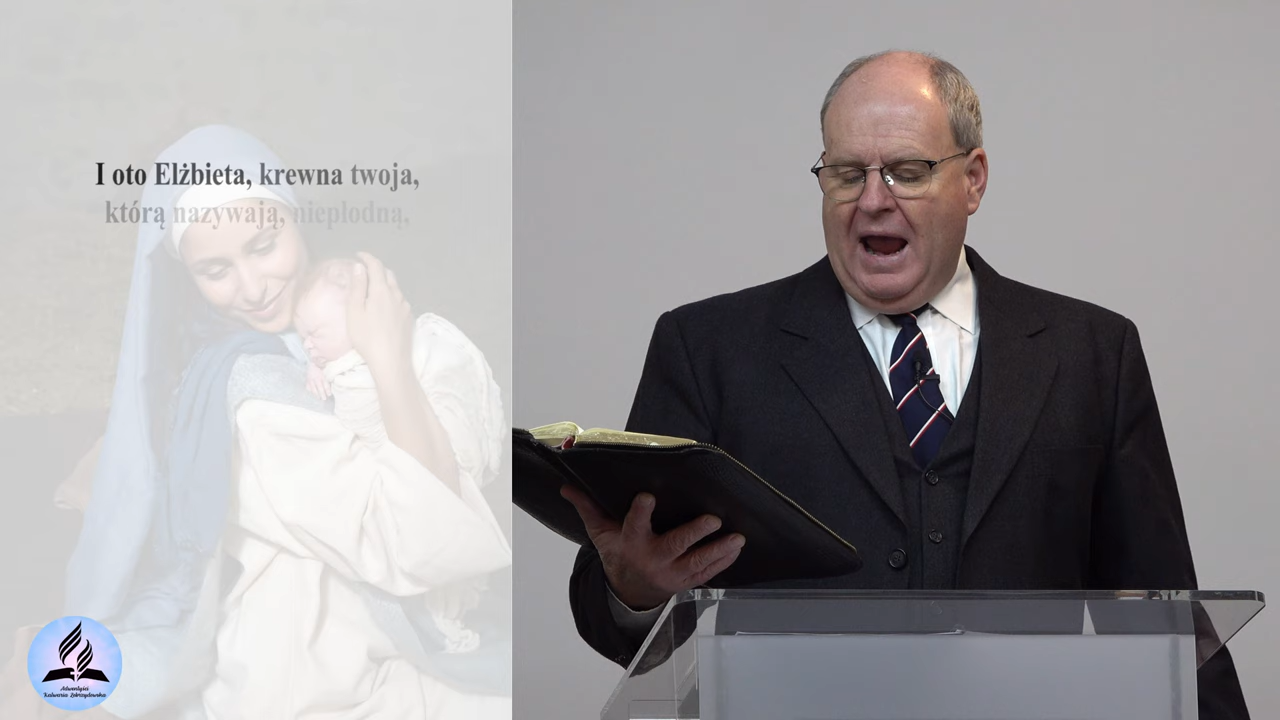 I oto Elżbieta, krewna twoja,
którą nazywają, niepłodną,
Adwentyści
Kalwaria Zebrzydowska